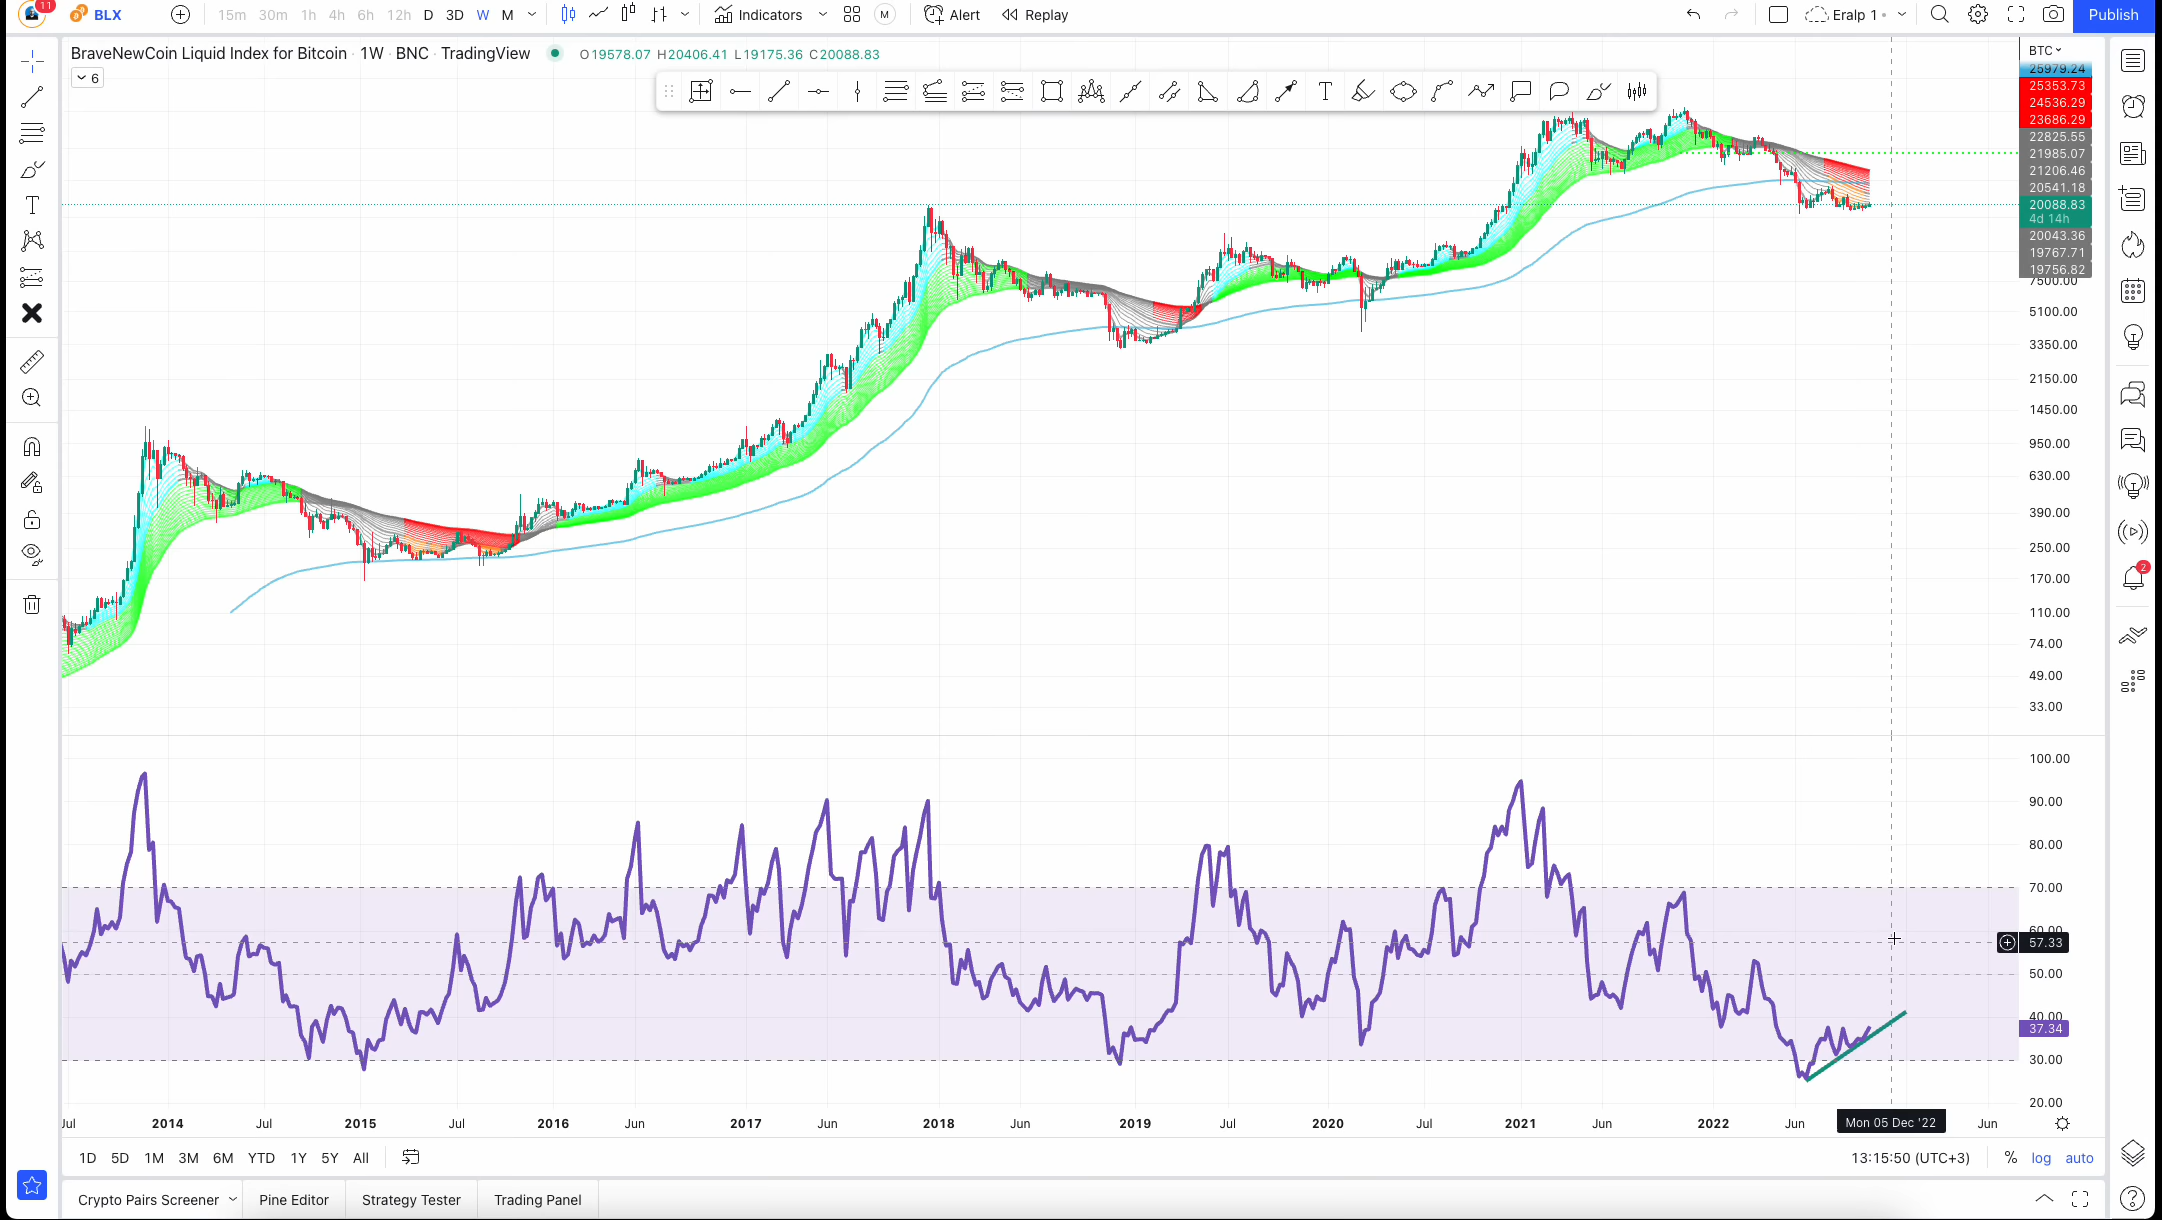 11
BLX
15m 30m 1h 4h 6h 12h D 3D W M
Indicators
M
Alert
Replay
Eralp 1
Publish
BraveNewCoin Liquid Index for Bitcoin · 1W · BNC · TradingView
O19578.07 H20406.41 L19175.36 C20088.83
6
BTC
25979.24
25353.73
24536.29
23686.29
22825.55
21985.07
21206.46
20541.18
20088.83
4d 14h
20043.36
19767.71
19756.82
7500.00
5100.00
3350.00
2150.00
1450.00
950.00
630.00
390.00
250.00
170.00
110.00
74.00
49.00
33.00
100.00
90.00
80.00
70.00
60.00
57.33
50.00
40.00
37.34
30.00
20.00
2
T
T
Jul 2014 Jul 2015 Jul 2016 Jun 2017 Jun 2018 Jun 2019 Jul 2020 Jul 2021 Jun 2022 Jun Mon 05 Dec '22 Jun
1D 5D 1M 3M 6M YTD 1Y 5Y All
13:15:50 (UTC+3)
% log auto
Crypto Pairs Screener
Pine Editor
Strategy Tester
Trading Panel